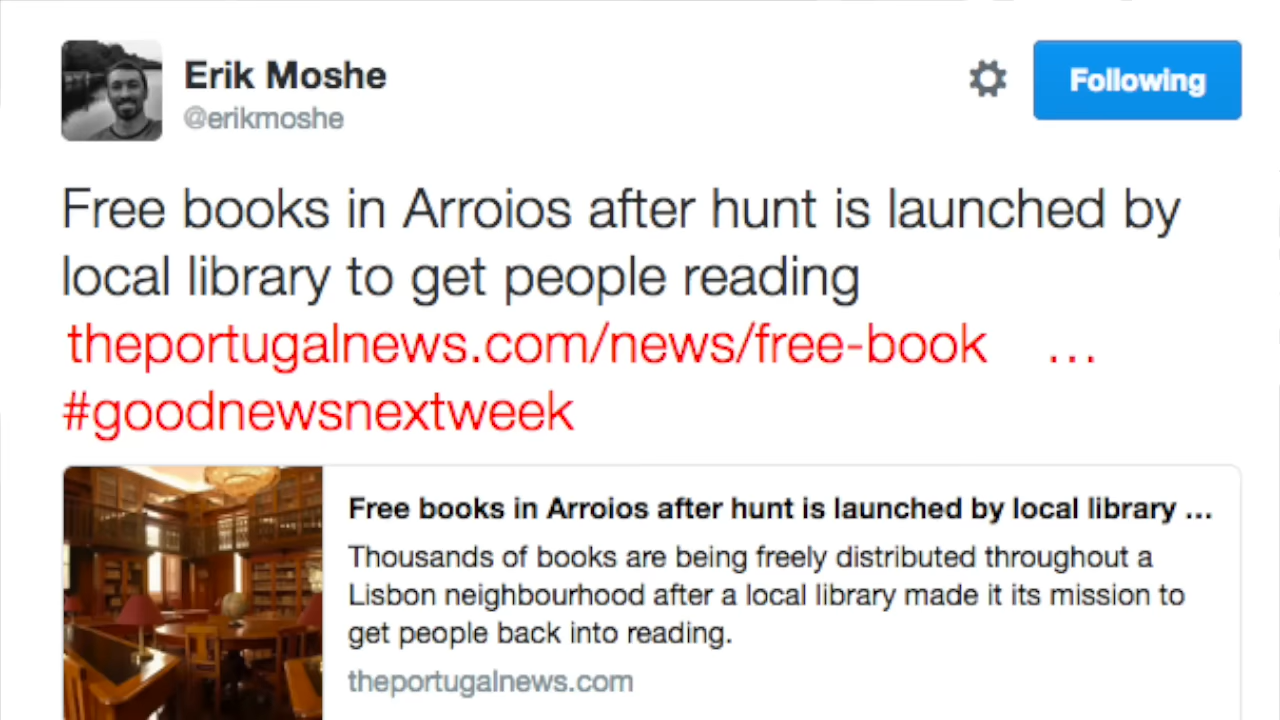 Erik Moshe
@erikmoshe
Following
Free books in Arroios after hunt is launched by
local library to get people reading
theportugalnews.com/news/free-book …
#goodnewsnextweek
Free books in Arroios after hunt is launched by local library ...
Thousands of books are being freely distributed throughout a
Lisbon neighbourhood after a local library made it its mission to
get people back into reading.
theportugalnews.com